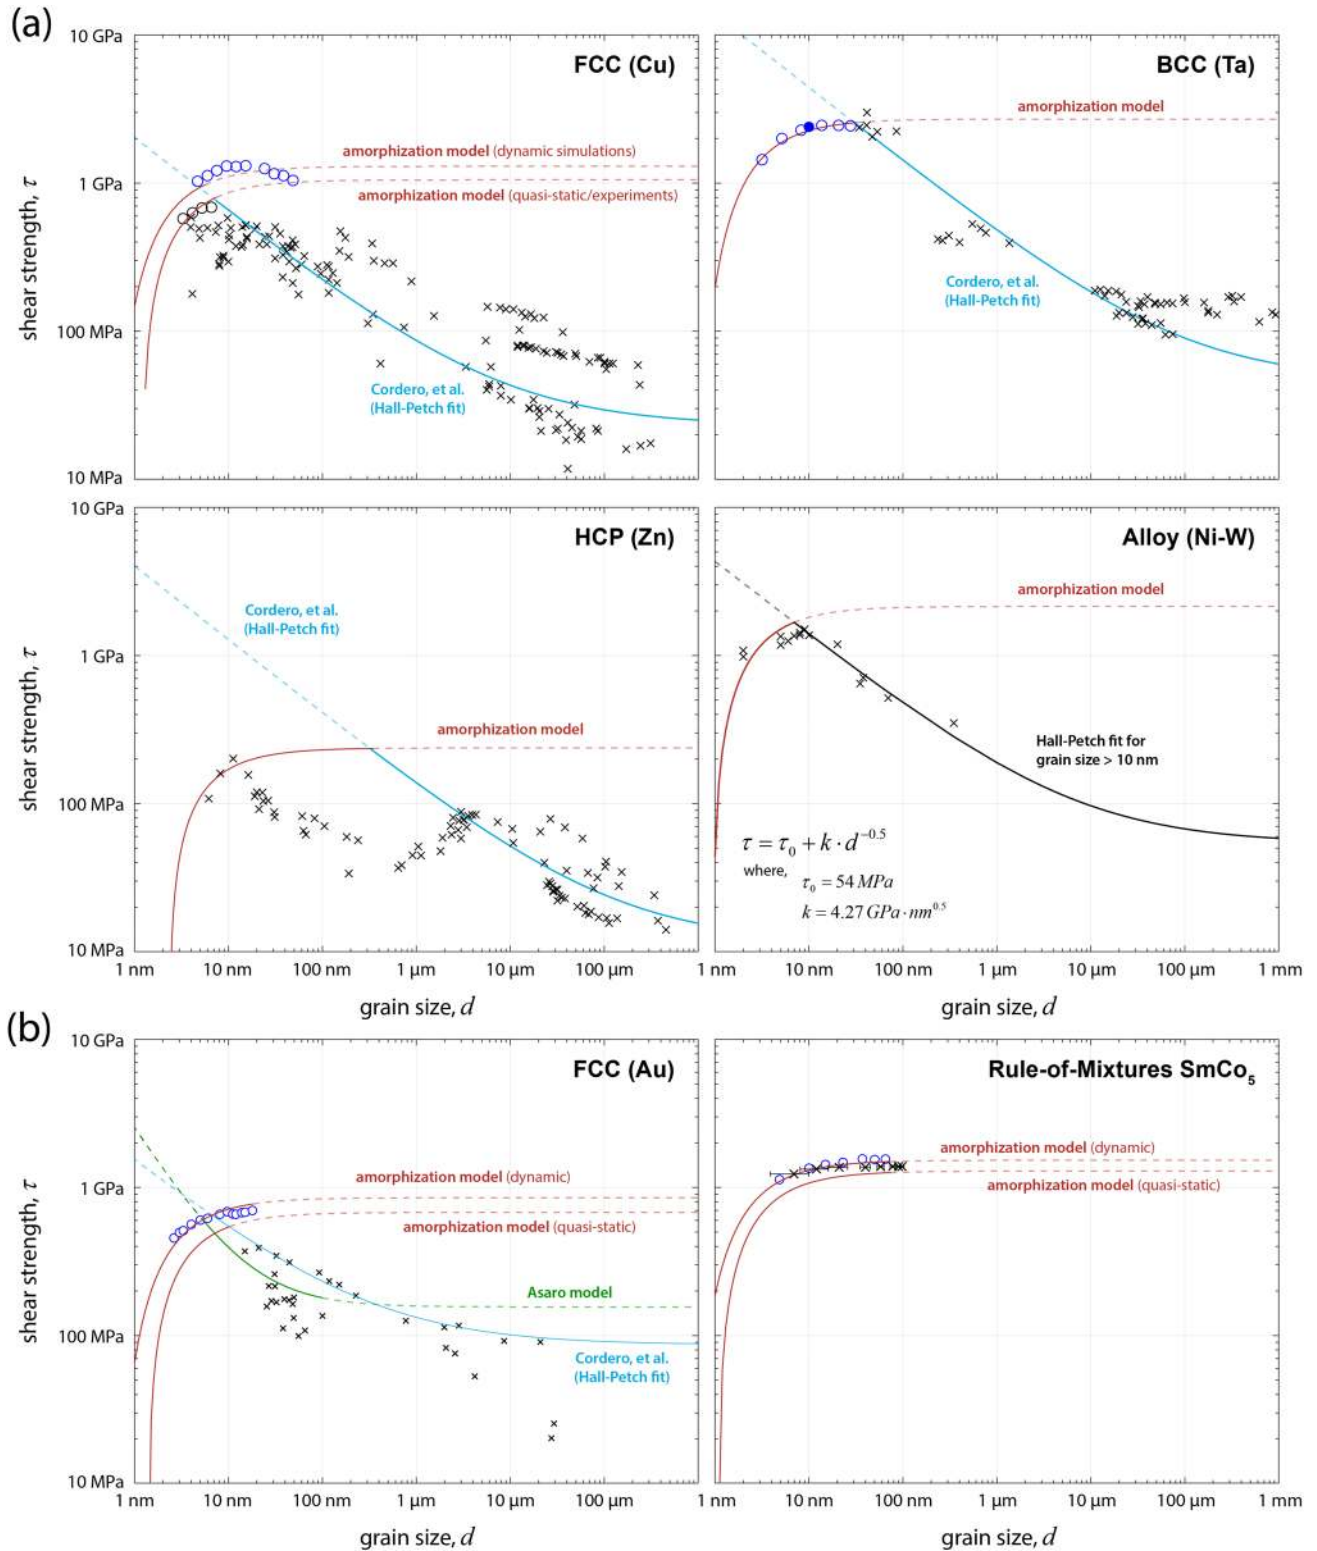 (a)
10 GPa
1 GPa
100 MPa
10 MPa
shear strength, τ
FCC (Cu)
amorphization model (dynamic simulations)
amorphization model (quasi-static/experiments)
Cordero, et al.
(Hall-Petch fit)
BCC (Ta)
amorphization model
Cordero, et al.
(Hall-Petch fit)
10 GPa
1 GPa
100 MPa
10 MPa
shear strength, τ
HCP (Zn)
Cordero, et al.
(Hall-Petch fit)
amorphization model
1 nm
10 nm
100 nm
1 μm
10 μm
100 μm
grain size, d
Alloy (Ni-W)
amorphization model
Hall-Petch fit for
grain size > 10 nm
τ = τ₀ + k · d^−0.5
where,
τ₀ = 54 MPa
k = 4.27 GPa · nm^0.5
1 nm
10 nm
100 nm
1 μm
10 μm
100 μm
1 mm
grain size, d
(b)
10 GPa
1 GPa
100 MPa
10 MPa
shear strength, τ
FCC (Au)
amorphization model (dynamic)
amorphization model (quasi-static)
Asaro model
Cordero, et al.
(Hall-Petch fit)
1 nm
10 nm
100 nm
1 μm
10 μm
100 μm
grain size, d
Rule-of-Mixtures SmCo₅
amorphization model (dynamic)
amorphization model (quasi-static)
1 nm
10 nm
100 nm
1 μm
10 μm
100 μm
1 mm
grain size, d